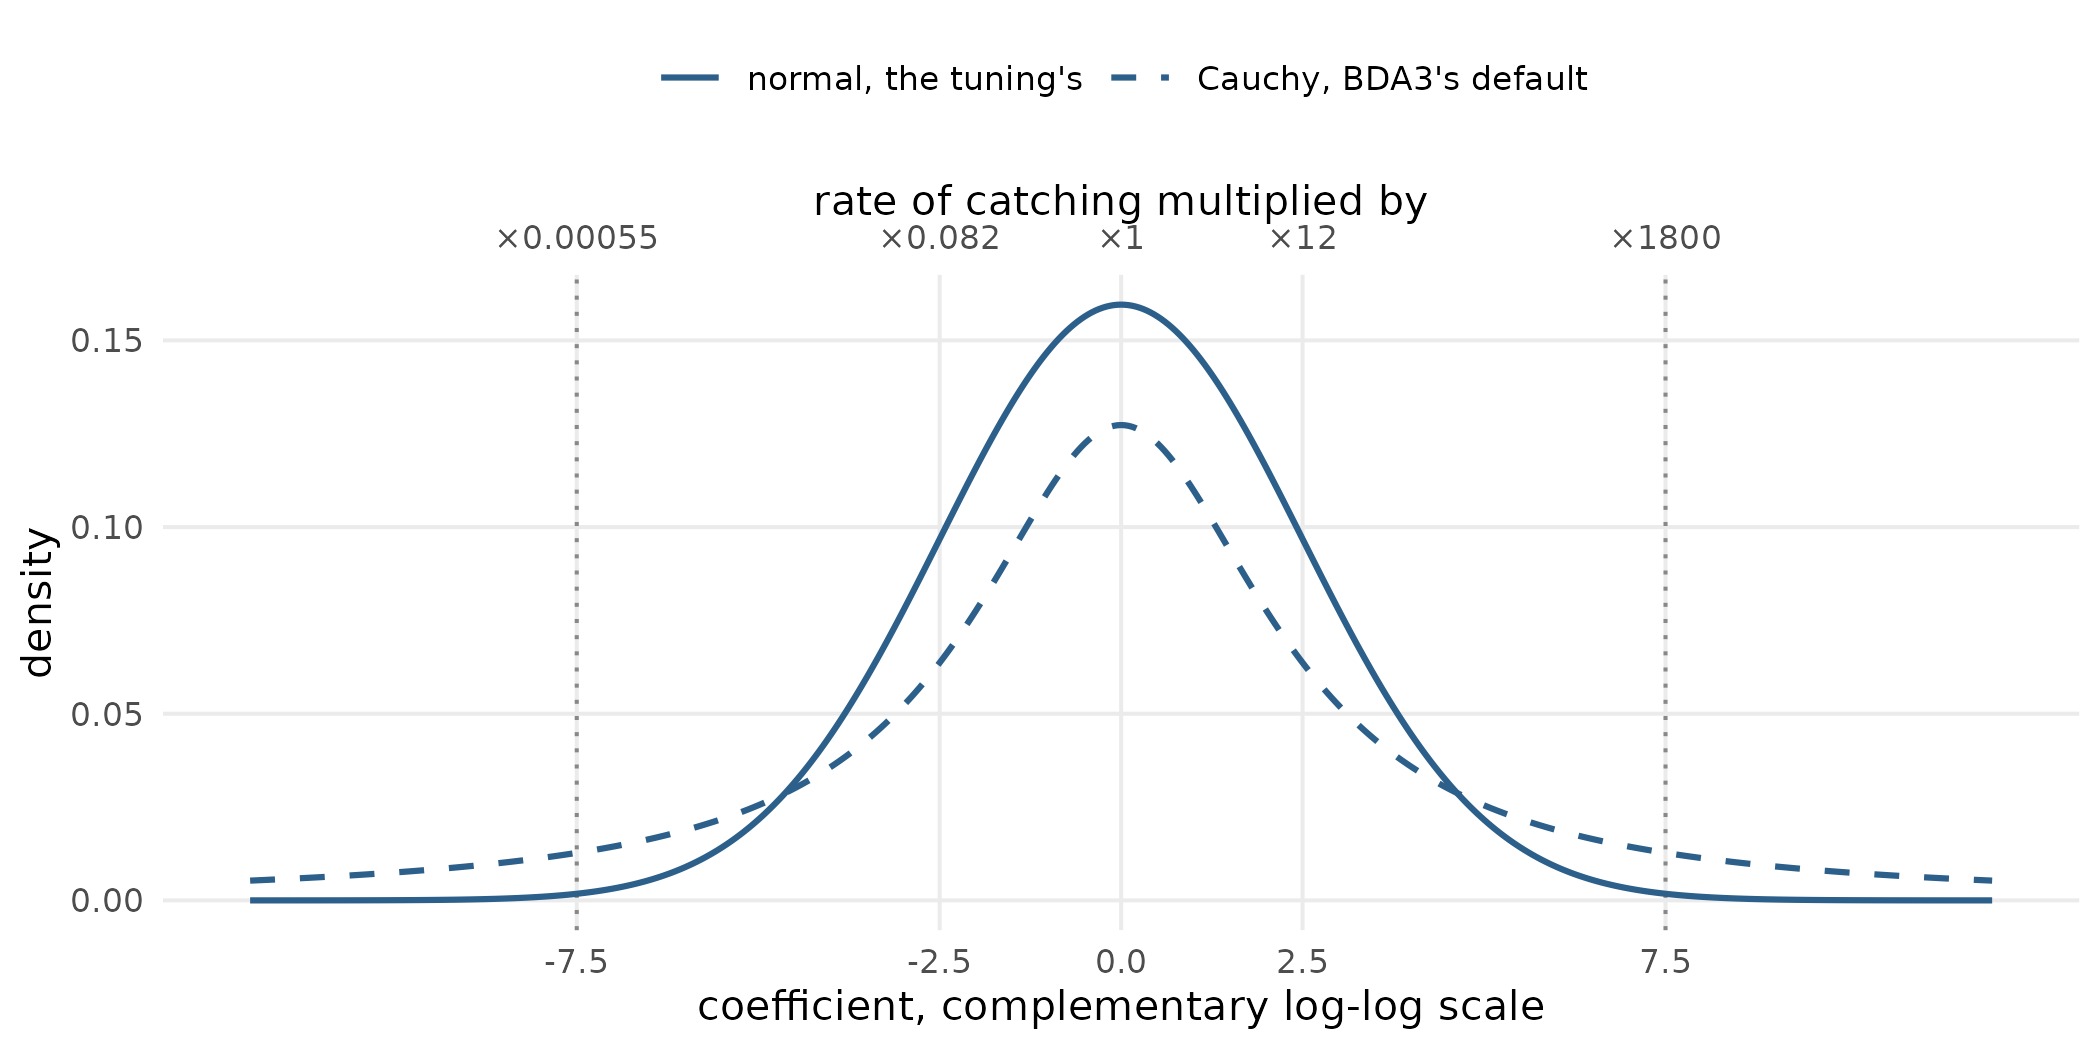 normal, the tuning's Cauchy, BDA3's default
rate of catching multiplied by
×0.00055 ×0.082 ×1 ×12 ×1800
0.15
0.10
0.05
0.00
density
-7.5 -2.5 0.0 2.5 7.5
coefficient, complementary log-log scale